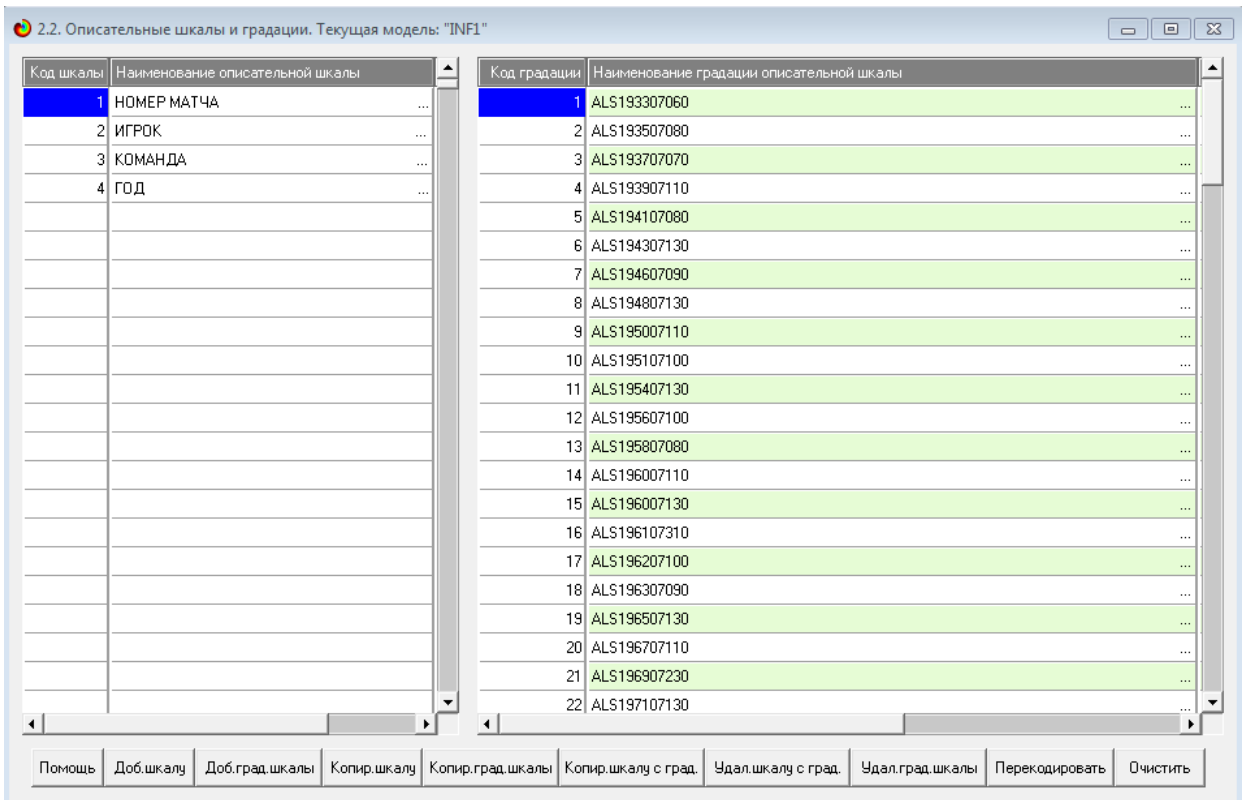 2.2. Описательные шкалы и градации. Текущая модель: "INF1"
Код шкалы Наименование описательной шкалы
1 НОМЕР МАТЧА ...
2 ИГРОК ...
3 КОМАНДА ...
4 ГОД ...
Код градации Наименование градации описательной шкалы
1 ALS193307060 ...
2 ALS193507080 ...
3 ALS193707070 ...
4 ALS193907110 ...
5 ALS194107080 ...
6 ALS194307130 ...
7 ALS194607090 ...
8 ALS194807130 ...
9 ALS195007110 ...
10 ALS195107100 ...
11 ALS195407130 ...
12 ALS195607100 ...
13 ALS195807080 ...
14 ALS196007110 ...
15 ALS196007130 ...
16 ALS196107310 ...
17 ALS196207100 ...
18 ALS196307090 ...
19 ALS196507130 ...
20 ALS196707110 ...
21 ALS196907230 ...
22 ALS197107130 ...
Помощь Доб.шкалу Доб.град.шкалы Копир.шкалу Копир.град.шкалы Копир.шкалу с град. Удал.шкалу с град. Удал.град.шкалы Перекодировать Очистить